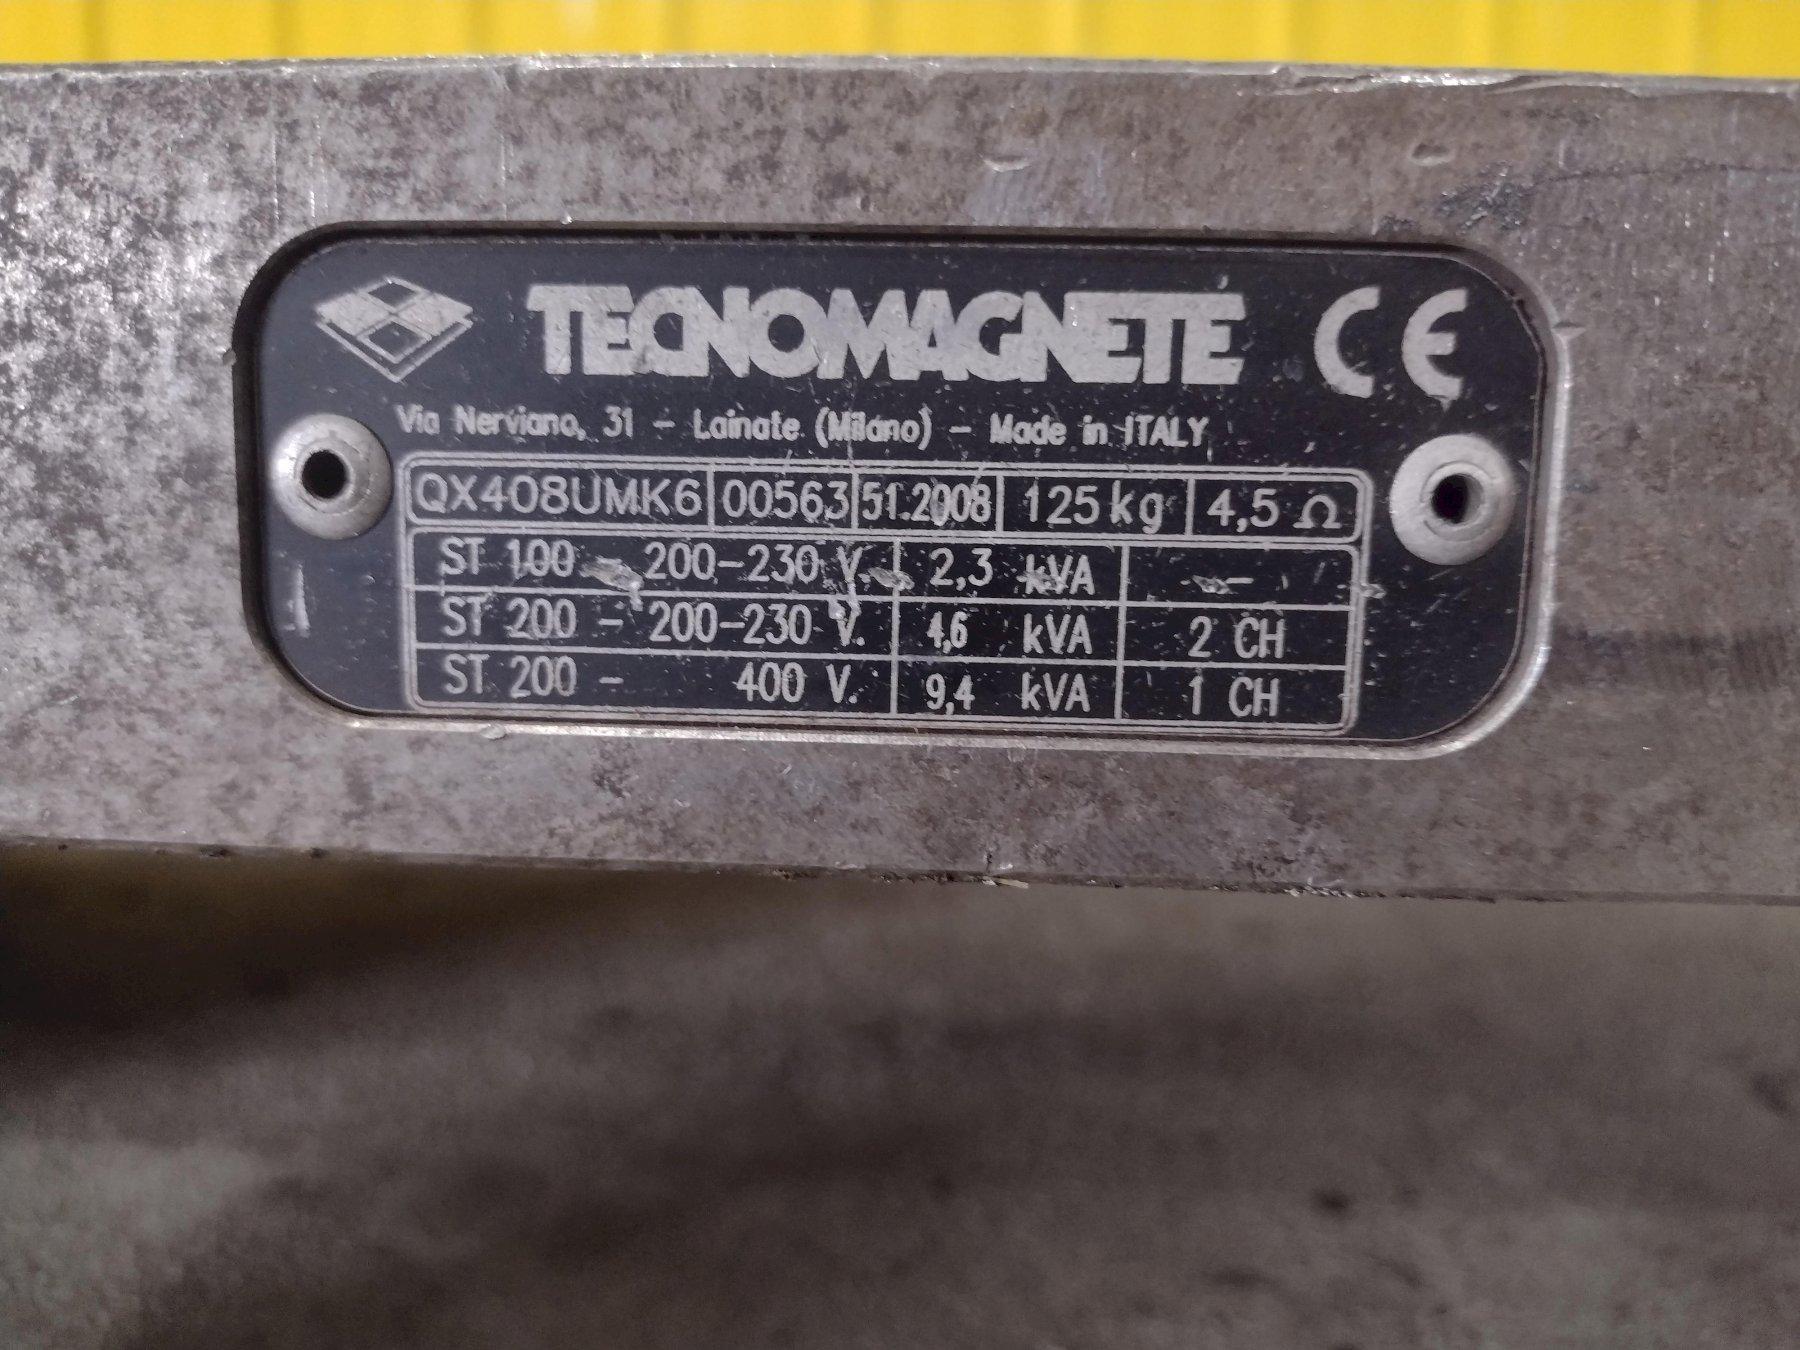 TECNOMAGNETE CE
Via Nerviano, 31 - Lainate (Milano) - Made in ITALY
QX408UMK6 00563 51.2008 125 kg 4,5 Ω
ST 100 - 200-230 V. 2,3 kVA --
ST 200 - 200-230 V. 4,6 kVA 2 CH
ST 200 - 400 V. 9,4 kVA 1 CH